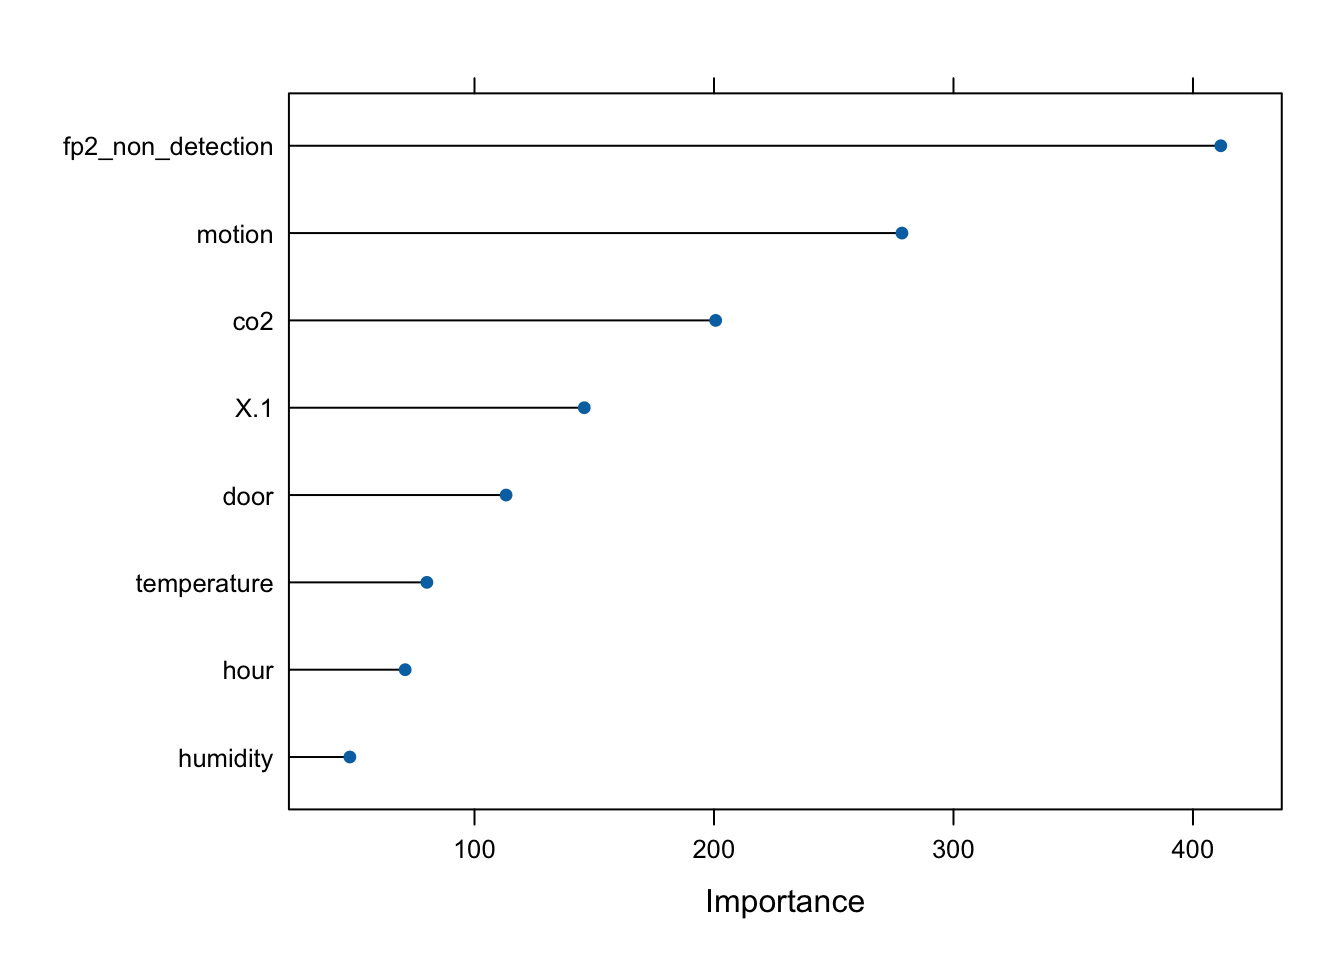 fp2_non_detection
motion
co2
X.1
door
temperature
hour
humidity
100 200 300 400
Importance